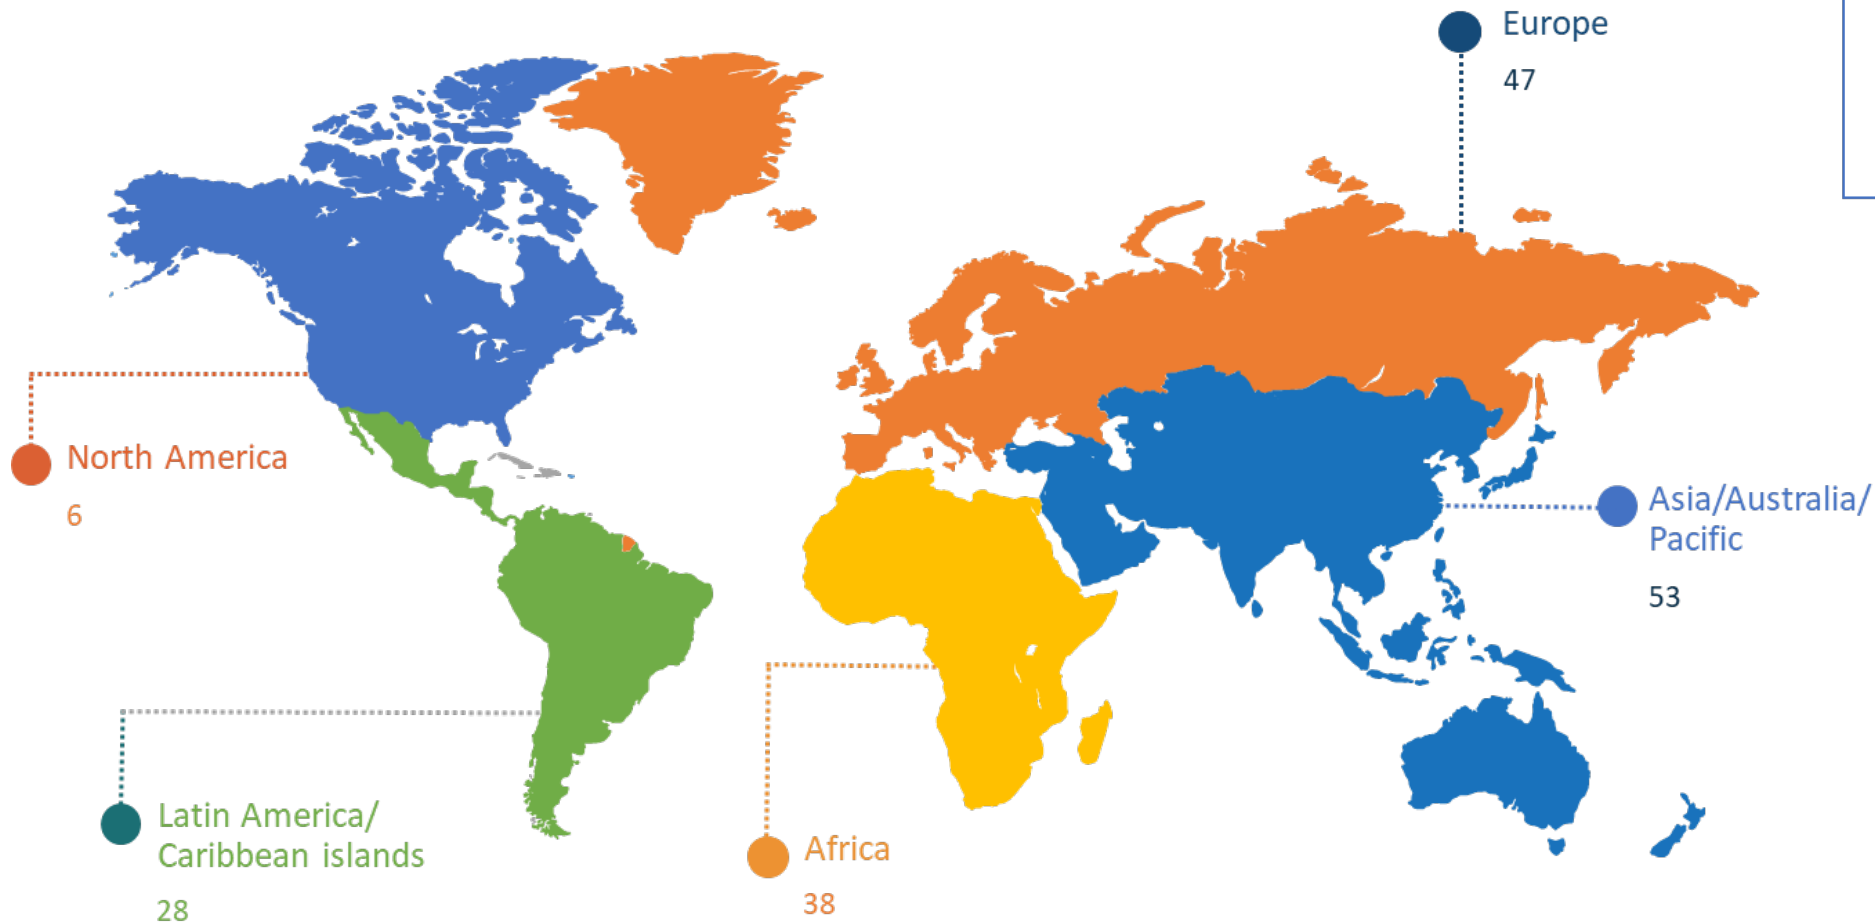 Europe
47
North America
6
Asia/Australia/
Pacific
53
Latin America/
Caribbean islands
28
Africa
38